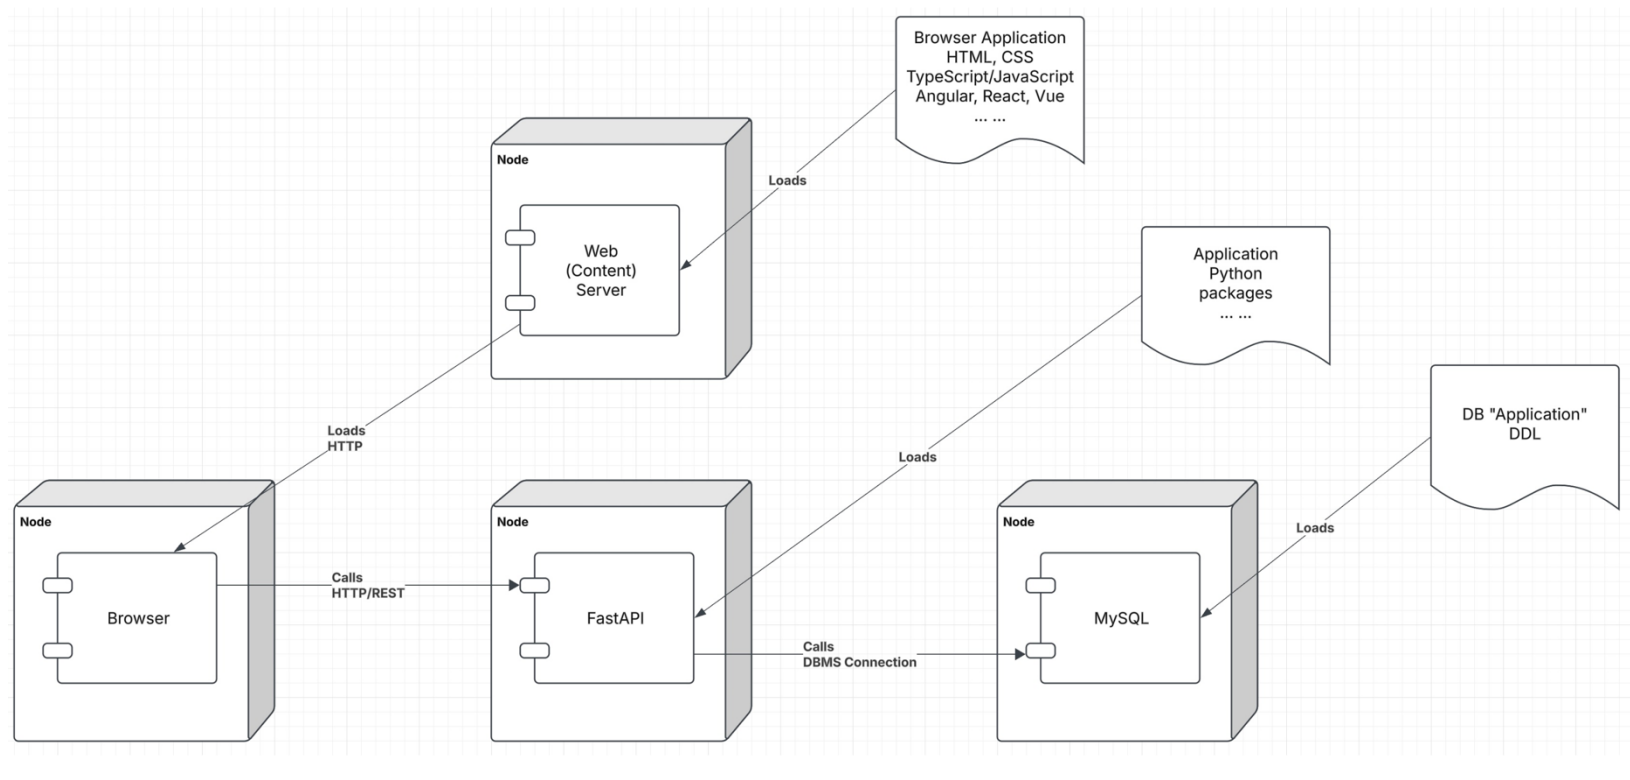 Browser Application
HTML, CSS
TypeScript/JavaScript
Angular, React, Vue
... ...
Node
Loads
Web
(Content)
Server
Application
Python
packages
... ...
DB "Application"
DDL
Loads
HTTP
Loads
Loads
Node
Browser
Calls
HTTP/REST
Node
FastAPI
Calls
DBMS Connection
Node
MySQL